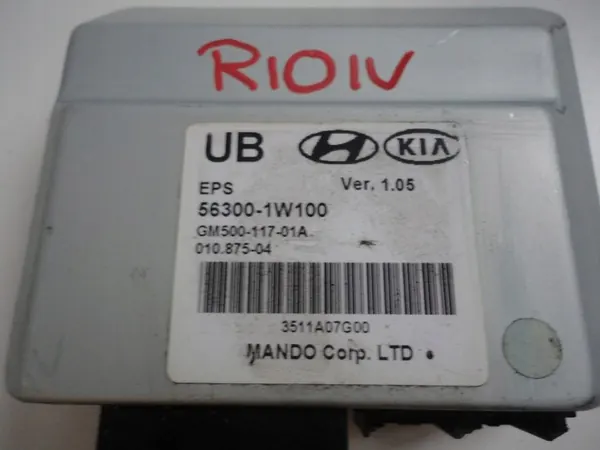 RIO IV
UB KIA
EPS Ver. 1.05
56300-1W100
GM500-117-01A
010.875-04
3511A07G00
MANDO Corp. LTD